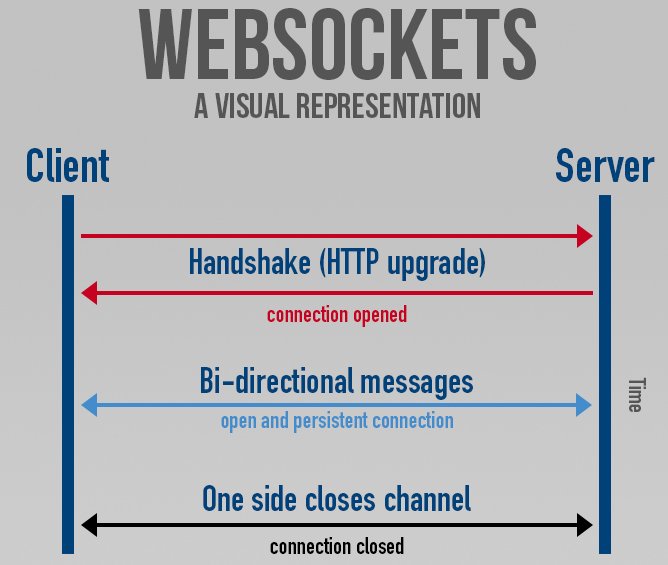 WEBSOCKETS
A VISUAL REPRESENTATION
Client
Server
Handshake (HTTP upgrade)
connection opened
Bi-directional messages
open and persistent connection
Time
One side closes channel
connection closed